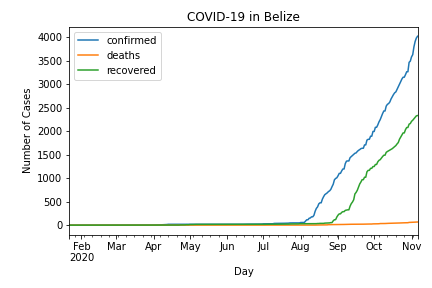 COVID-19 in Belize
confirmed
deaths
recovered
Number of Cases
4000
3500
3000
2500
2000
1500
1000
500
0
Feb Mar Apr May Jun Jul Aug Sep Oct Nov
2020
Day